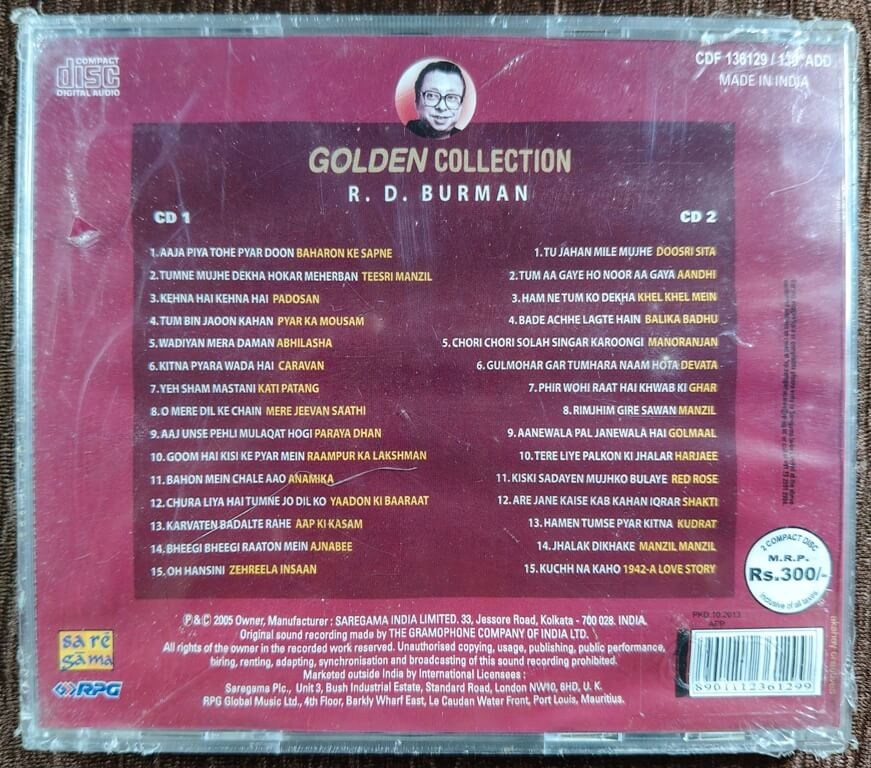 COMPACT
disc
DIGITAL AUDIO
CDF 136129 / 130 ADD
MADE IN INDIA
GOLDEN COLLECTION
R. D. BURMAN
CD 1
1. AAJA PIYA TOHE PYAR DOON BAHARON KE SAPNE
2. TUMNE MUJHE DEKHA HOKAR MEHERBAN TEESRI MANZIL
3. KEHNA HAI KEHNA HAI PADOSAN
4. TUM BIN JAOON KAHAN PYAR KA MOUSAM
5. WADIYAN MERA DAMAN ABHILASHA
6. KITNA PYARA WADA HAI CARAVAN
7. YEH SHAM MASTANI KATI PATANG
8. O MERE DIL KE CHAIN MERE JEEVAN SAATHI
9. AAJ UNSE PEHLI MULAQAT HOGI PARAYA DHAN
10. GOOM HAI KISI KE PYAR MEIN RAAMPUR KA LAKSHMAN
11. BAHON MEIN CHALE AAO ANAMIKA
12. CHURA LIYA HAI TUMNE JO DIL KO YAADON KI BAARAAT
13. KARVATEN BADALTE RAHE AAP KI KASAM
14. BHEEGI BHEEGI RAATON MEIN AJNABEE
15. OH HANSINI ZEHREELA INSAAN
CD 2
1. TU JAHAN MILE MUJHE DOOSRI SITA
2. TUM AA GAYE HO NOOR AA GAYA AANDHI
3. HAM NE TUM KO DEKHA KHEL KHEL MEIN
4. BADE ACHHE LAGTE HAIN BALIKA BADHU
5. CHORI CHORI SOLAH SINGAR KAROONGI MANORANJAN
6. GULMOHAR GAR TUMHARA NAAM HOTA DEVATA
7. PHIR WOHI RAAT HAI KHWAB KI GHAR
8. RIMJHIM GIRE SAWAN MANZIL
9. AANEWALA PAL JANEWALA HAI GOLMAAL
10. TERE LIYE PALKON KI JHALAR HARJAEE
11. KISKI SADAYEN MUJHKO BULAYE RED ROSE
12. ARE JANE KAISE KAB KAHAN IQRAR SHAKTI
13. HAMEN TUMSE PYAR KITNA KUDRAT
14. JHALAK DIKHAKE MANZIL MANZIL
15. KUCHH NA KAHO 1942-A LOVE STORY
2 COMPACT DISC
M.R.P.
Rs.300/-
Inclusive of all taxes
PKD.10.2013
APP
8901112361299
akshay creations
sa re
gama
RPG
℗ & © 2005 Owner, Manufacturer : SAREGAMA INDIA LIMITED. 33, Jessore Road, Kolkata - 700 028. INDIA.
Original sound recording made by THE GRAMOPHONE COMPANY OF INDIA LTD.
All rights of the owner in the recorded work reserved. Unauthorised copying, usage, publishing, public performance,
hiring, renting, adapting, synchronisation and broadcasting of this sound recording prohibited.
Marketed outside India by International Licensees :
Saregama Plc., Unit 3, Bush Industrial Estate, Standard Road, London NW10, 6HD, U. K.
RPG Global Music Ltd., 4th Floor, Barkly Wharf East, Le Caudan Water Front, Port Louis, Mauritius.